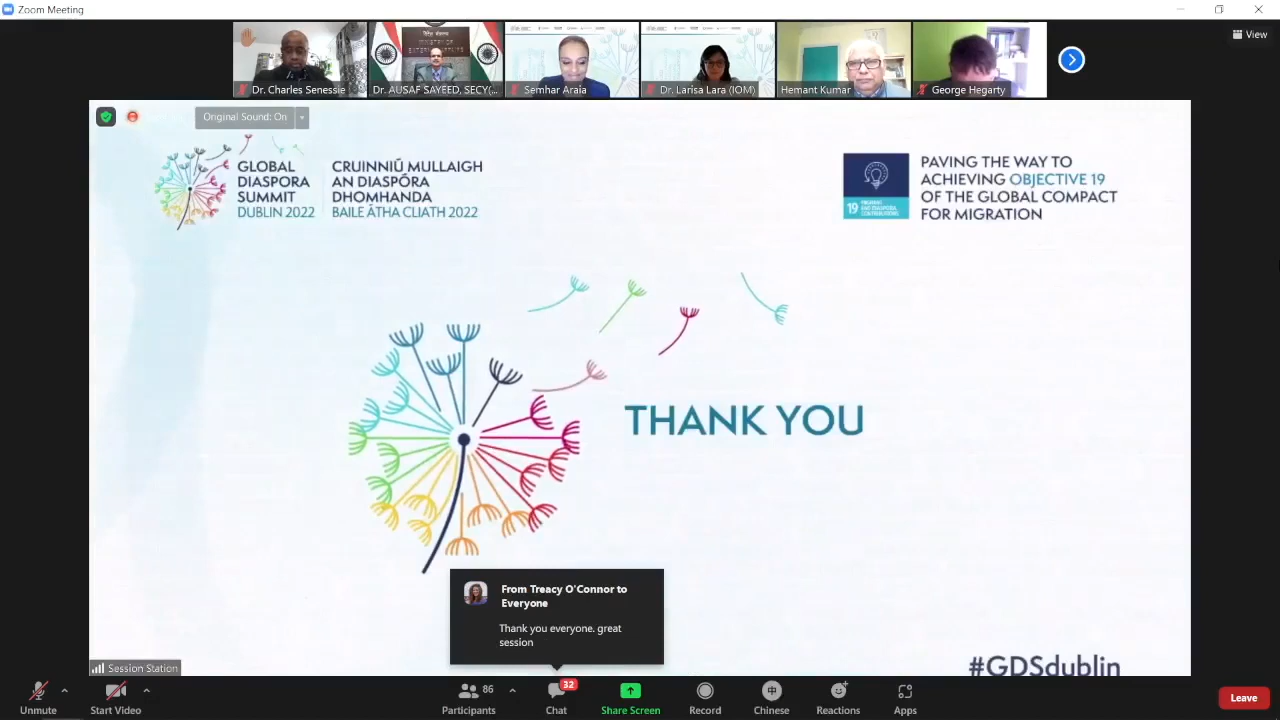 Zoom Meeting
View
Dr. Charles Senessie
Dr. AUSAF SAYEED, SECY(...
Semhar Araia
Dr. Larisa Lara (IOM)
Hemant Kumar
George Hegarty
Original Sound: On
GLOBAL
DIASPORA
SUMMIT
DUBLIN 2022
CRUINNIÚ MULLAIGH
AN DIASPÓRA
DHOMHANDA
BAILE ÁTHA CLIATH 2022
19
PAVING THE WAY TO
ACHIEVING OBJECTIVE 19
OF THE GLOBAL COMPACT
FOR MIGRATION
THANK YOU
From Treacy O'Connor to
Everyone
Thank you everyone. great
session
#GDSdublin
Session Station
Unmute
Start Video
86
Participants
32
Chat
Share Screen
Record
中
Chinese
Reactions
Apps
Leave